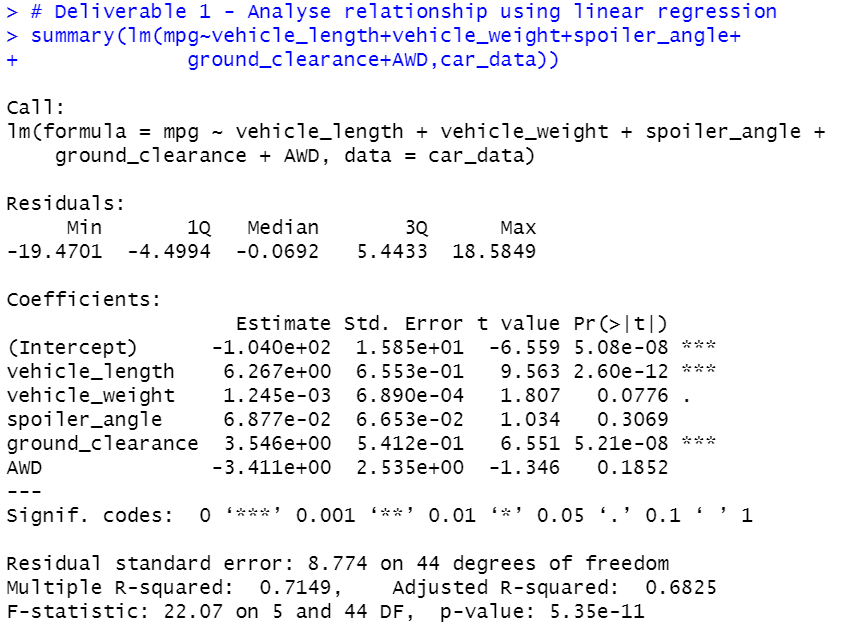 > # Deliverable 1 - Analyse relationship using linear regression
> summary(lm(mpg~vehicle_length+vehicle_weight+spoiler_angle+
+              ground_clearance+AWD,car_data))

Call:
lm(formula = mpg ~ vehicle_length + vehicle_weight + spoiler_angle +
    ground_clearance + AWD, data = car_data)

Residuals:
     Min       1Q   Median       3Q      Max
-19.4701  -4.4994  -0.0692   5.4433  18.5849

Coefficients:
                   Estimate Std. Error t value Pr(>|t|)
(Intercept)      -1.040e+02  1.585e+01  -6.559 5.08e-08 ***
vehicle_length    6.267e+00  6.553e-01   9.563 2.60e-12 ***
vehicle_weight    1.245e-03  6.890e-04   1.807   0.0776 .
spoiler_angle     6.877e-02  6.653e-02   1.034   0.3069
ground_clearance  3.546e+00  5.412e-01   6.551 5.21e-08 ***
AWD              -3.411e+00  2.535e+00  -1.346   0.1852
---
Signif. codes:  0 ‘***’ 0.001 ‘**’ 0.01 ‘*’ 0.05 ‘.’ 0.1 ‘ ’ 1

Residual standard error: 8.774 on 44 degrees of freedom
Multiple R-squared:  0.7149,    Adjusted R-squared:  0.6825
F-statistic: 22.07 on 5 and 44 DF,  p-value: 5.35e-11